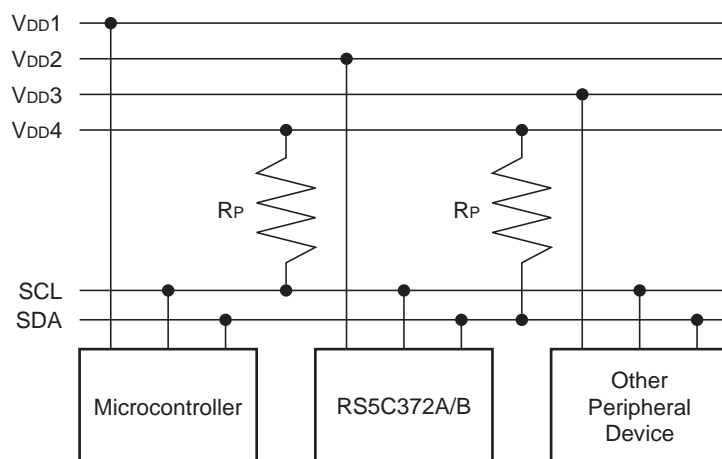 VDD1
VDD2
VDD3
VDD4
RP
RP
SCL
SDA
Microcontroller
RS5C372A/B
Other
Peripheral
Device